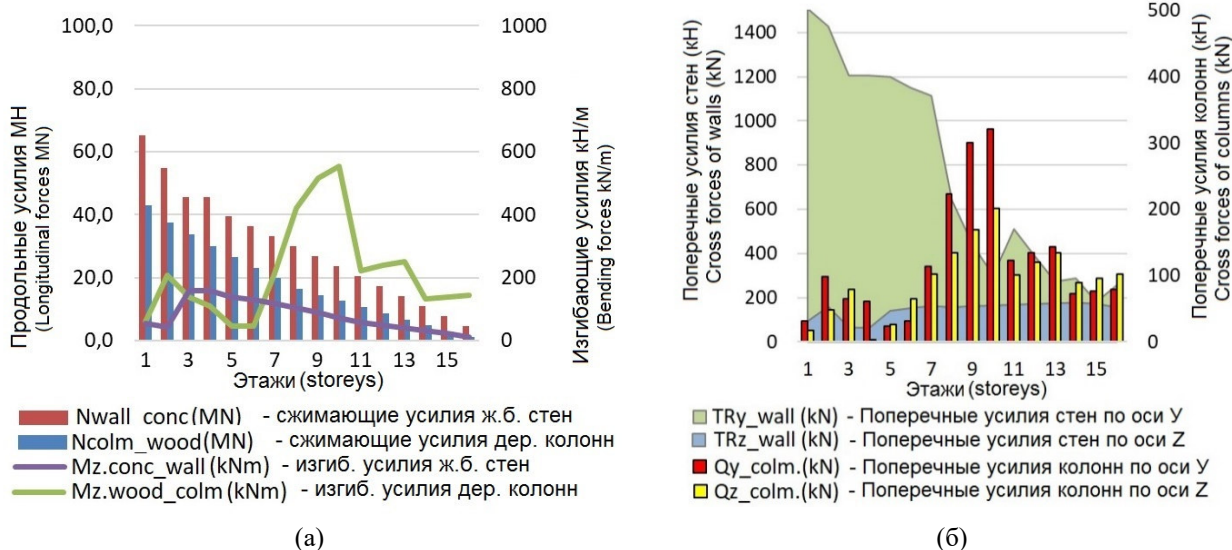 Продольные усилия МН
(Longitudinal forces MN)
100,0
80,0
60,0
40,0
20,0
0,0
1000
800
600
400
200
0
Изгибающие усилия кН/м
(Bending forces kN/m)
1 3 5 7 9 11 13 15
Этажи (storeys)
Nwall_conc (MN) - сжимающие усилия ж.б. стен
Ncolm_wood (MN) - сжимающие усилия дер. колонн
Mz.conc_wall (kNm) - изгиб. усилия ж.б. стен
Mz.wood_colm (kNm) - изгиб. усилия дер. колонн
(а)
Поперечные усилия стен (кН)
Cross forces of walls (kN)
1400
1200
1000
800
600
400
200
0
500
400
300
200
100
0
Поперечные усилия колонн (кН)
Cross forces of columns (kN)
1 3 5 7 9 11 13 15
Этажи (storeys)
TRy_wall (kN) - Поперечные усилия стен по оси У
TRz_wall (kN) - Поперечные усилия стен по оси Z
Qy_colm.(kN) - Поперечные усилия колонн по оси У
Qz_colm.(kN) - Поперечные усилия колонн по оси Z
(б)